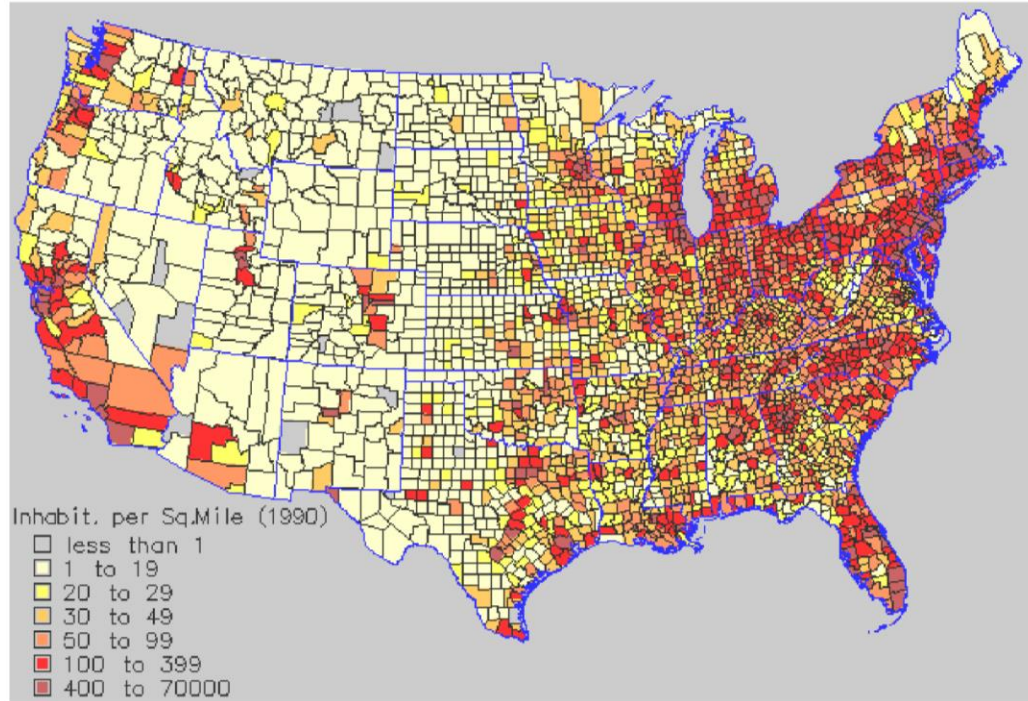 Inhabit. per Sq.Mile (1990)
less than 1
1 to 19
20 to 29
30 to 49
50 to 99
100 to 399
400 to 70000